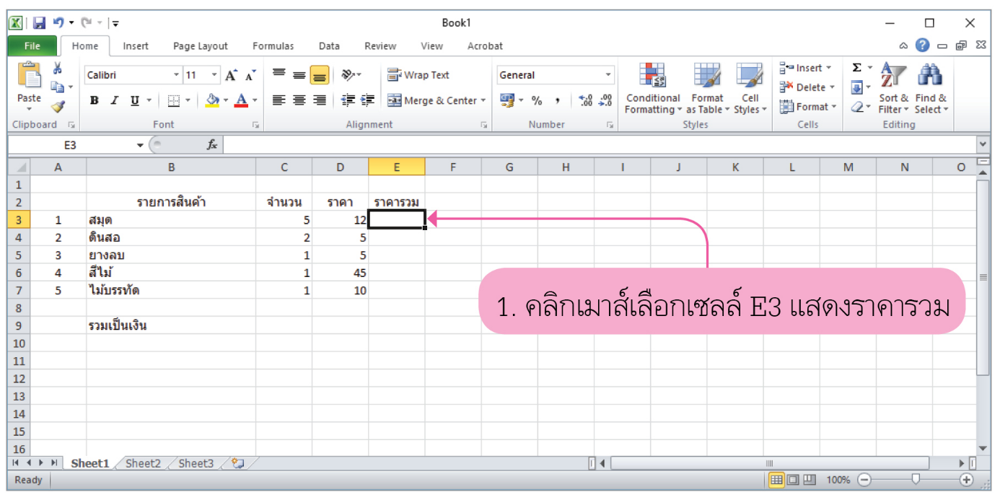 Book1
File Home Insert Page Layout Formulas Data Review View Acrobat
Calibri 11 A A Wrap Text General Insert Σ
Paste B I U A Merge & Center % , Conditional Formatting Format as Table Cell Styles Delete Format Sort & Filter Find & Select
Clipboard Font Alignment Number Styles Cells Editing
E3 fx
A B C D E F G H I J K L M N O
1
2 รายการสินค้า จำนวน ราคา ราคารวม
3 1 สมุด 5 12
4 2 ดินสอ 2 5
5 3 ยางลบ 1 5
6 4 สีไม้ 1 45
7 5 ไม้บรรทัด 1 10
1. คลิกเมาส์เลือกเซลล์ E3 แสดงราคารวม
8
9 รวมเป็นเงิน
10
11
12
13
14
15
16
Sheet1 Sheet2 Sheet3
Ready 100%